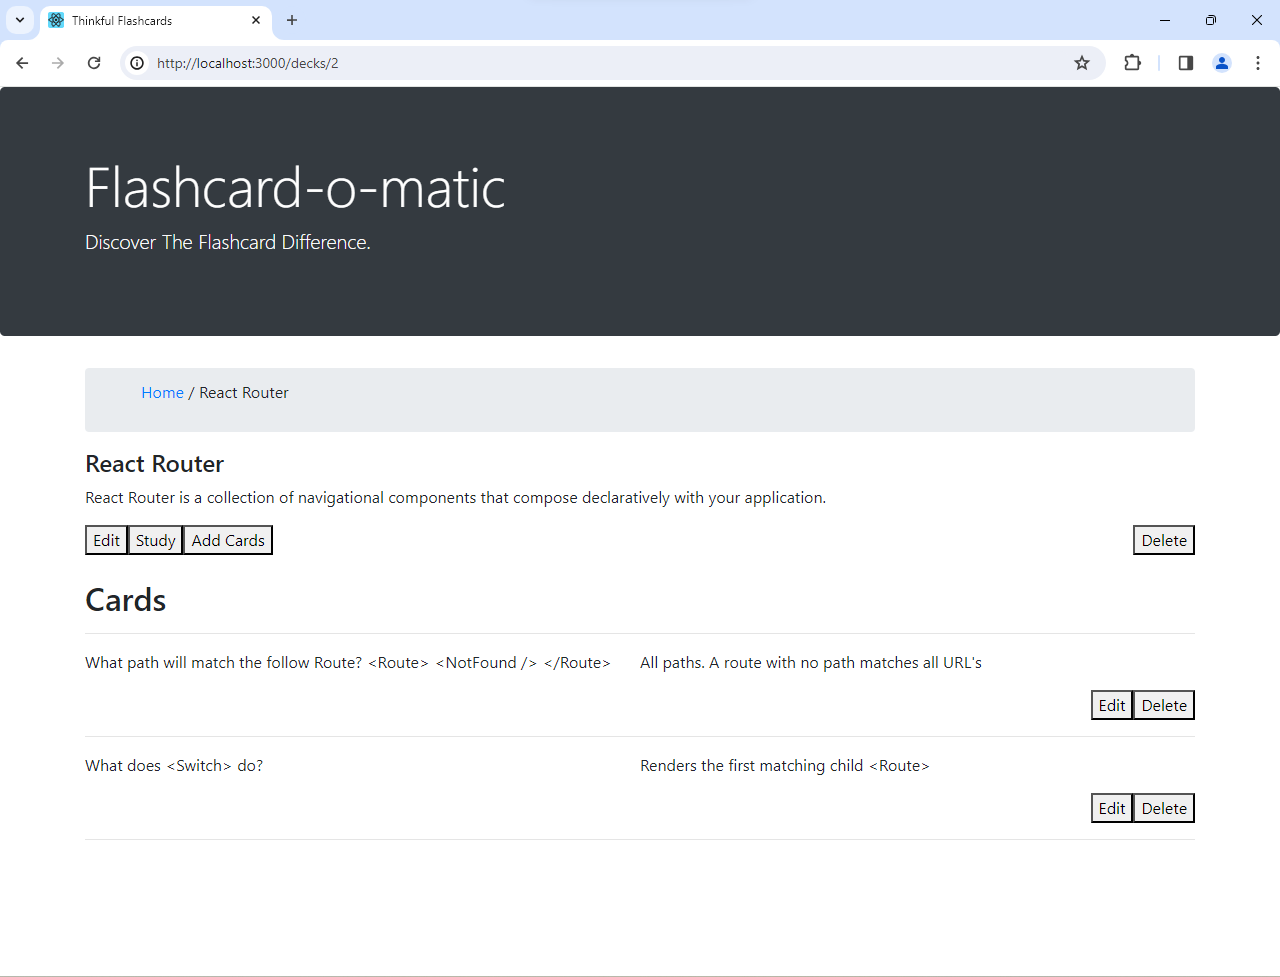 Thinkful Flashcards
http://localhost:3000/decks/2
Flashcard-o-matic
Discover The Flashcard Difference.
Home / React Router
React Router
React Router is a collection of navigational components that compose declaratively with your application.
Edit Study Add Cards Delete
Cards
What path will match the follow Route? <Route> <NotFound /> </Route> All paths. A route with no path matches all URL's
Edit Delete
What does <Switch> do? Renders the first matching child <Route>
Edit Delete